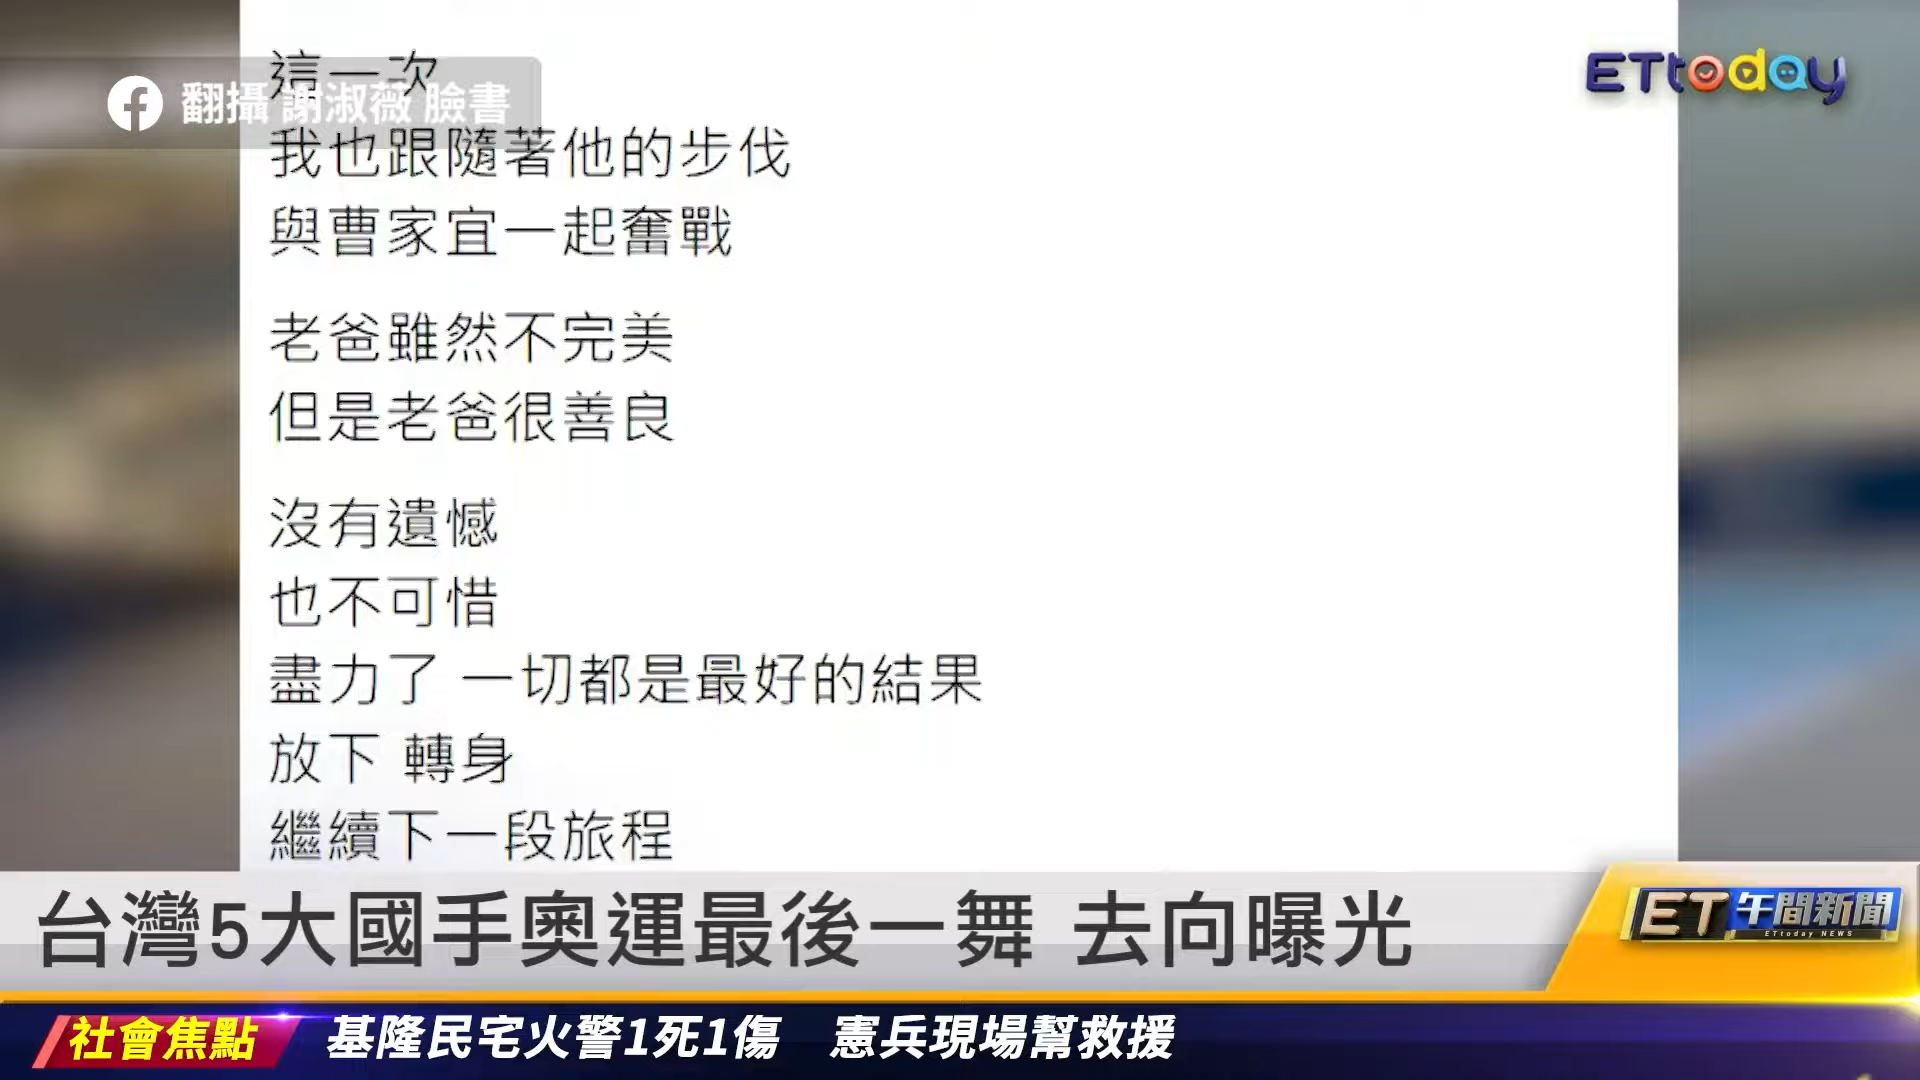 這一次
翻攝 謝淑薇 臉書
ETtoday
我也跟隨著他的步伐
與曹家宜一起奮戰
老爸雖然不完美
但是老爸很善良
沒有遺憾
也不可惜
盡力了 一切都是最好的結果
放下 轉身
繼續下一段旅程
台灣5大國手奧運最後一舞 去向曝光
ET午間新聞
ETtoday NEWS
社會焦點
基隆民宅火警1死1傷 憲兵現場幫救援